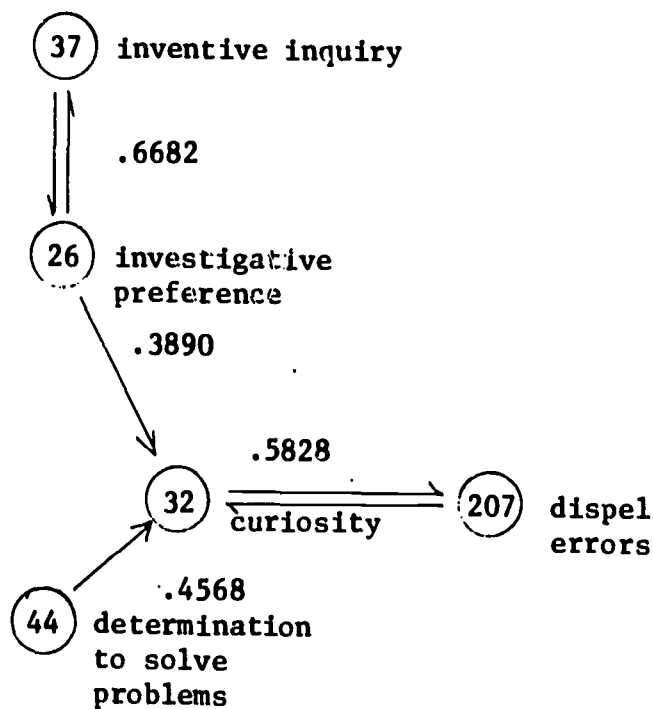 37 inventive inquiry
.6682
26 investigative
preference
.3890
.5828
32
curiosity
207 dispel
errors
.4568
44 determination
to solve
problems